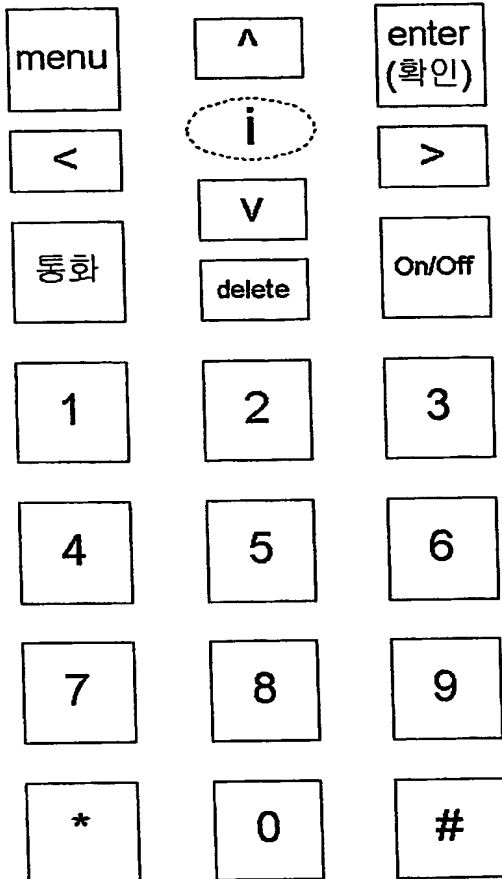 menu ^ enter
(확인)
i
< >
v
통화 delete On/Off
1 2 3
4 5 6
7 8 9
* 0 #